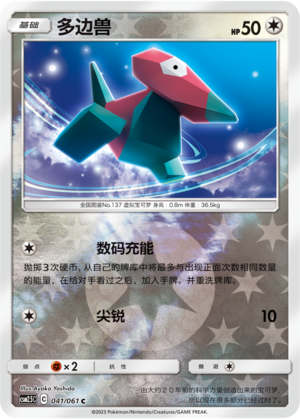 基础 多边兽 HP50
全国图鉴No.137 虚拟宝可梦 身高：0.8m 体重：36.5kg
数码充能
抛掷3次硬币，从自己的牌库中将最多与出现正面次数相同数量
的能量，在给对手看过之后，加入手牌。并重洗牌库。
尖锐 10
Illus. Ayaka Yoshida
弱点 ×2 抗性 撤退
CSM2.5C C 041/061 C
由大约20年前的科学力量创造出来的宝可梦。
©2023 Pokémon/Nintendo/Creatures/GAME FREAK.